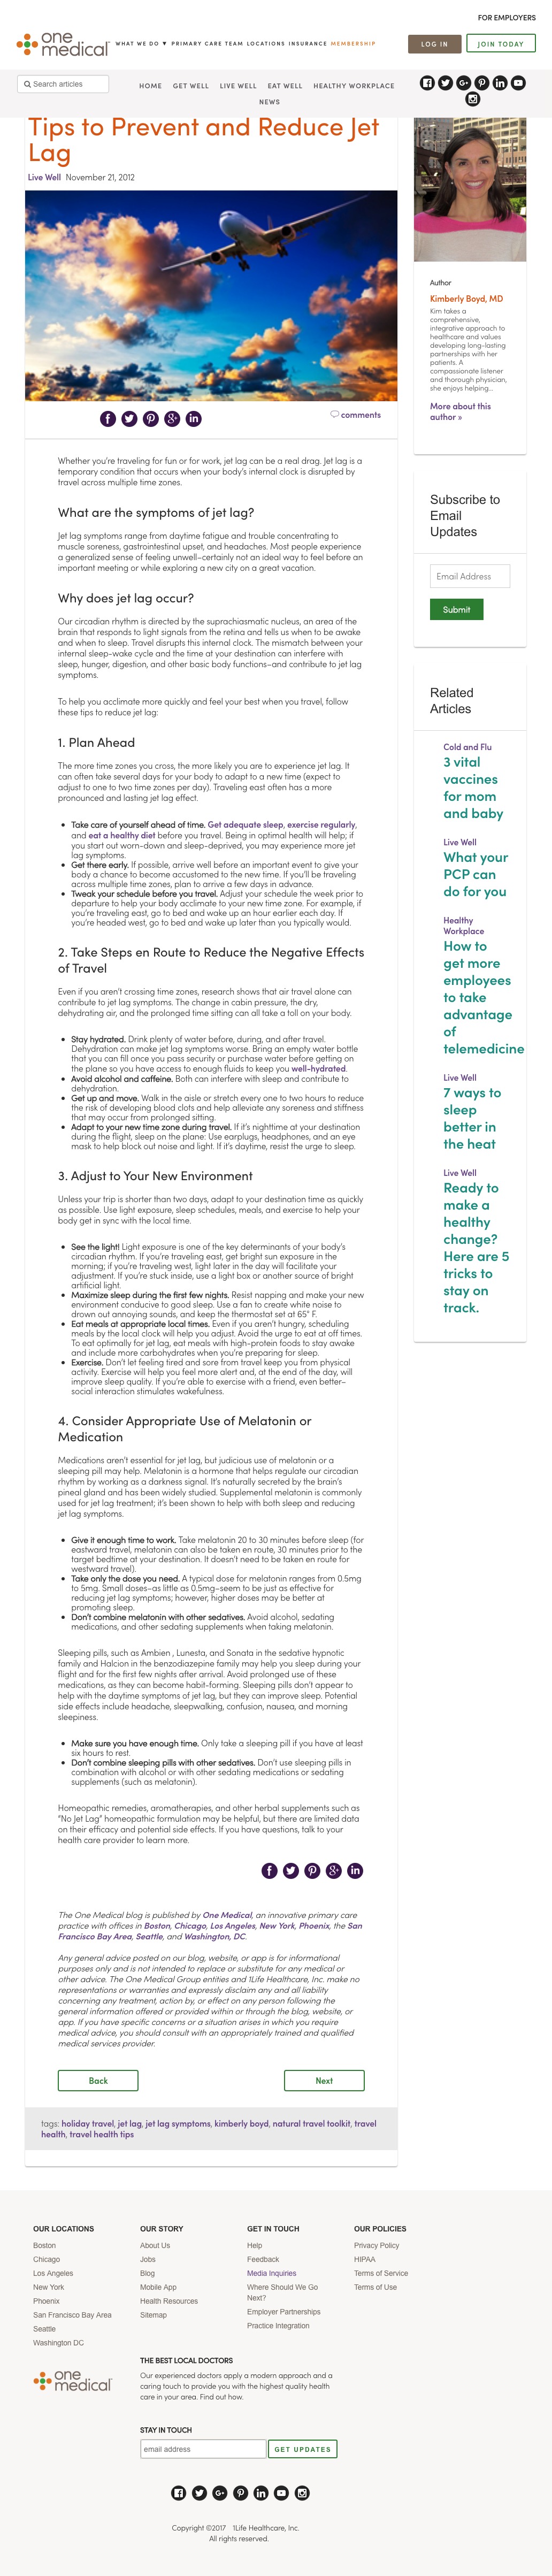 FOR EMPLOYERS
one medical
WHAT WE DO ▼ PRIMARY CARE TEAM LOCATIONS INSURANCE MEMBERSHIP
LOG IN
JOIN TODAY
Search articles
HOME GET WELL LIVE WELL EAT WELL HEALTHY WORKPLACE
NEWS
Tips to Prevent and Reduce Jet
Lag
Live Well November 21, 2012
comments
Whether you're traveling for fun or for work, jet lag can be a real drag. Jet lag is a
temporary condition that occurs when your body's internal clock is disrupted by
travel across multiple time zones.
What are the symptoms of jet lag?
Jet lag symptoms range from daytime fatigue and trouble concentrating to
muscle soreness, gastrointestinal upset, and headaches. Most people experience
a generalized sense of feeling unwell–certainly not an ideal way to feel before an
important meeting or while exploring a new city on a great vacation.
Why does jet lag occur?
Our circadian rhythm is directed by the suprachiasmatic nucleus, an area of the
brain that responds to light signals from the retina and tells us when to be awake
and when to sleep. Travel disrupts this internal clock. The mismatch between your
internal sleep-wake cycle and the time at your destination can interfere with
sleep, hunger, digestion, and other basic body functions–and contribute to jet lag
symptoms.
To help you acclimate more quickly and feel your best when you travel, follow
these tips to reduce jet lag:
1. Plan Ahead
The more time zones you cross, the more likely you are to experience jet lag. It
can often take several days for your body to adapt to a new time (expect to
adjust to one to two time zones per day). Traveling east often has a more
pronounced and lasting jet lag effect.
• Take care of yourself ahead of time. Get adequate sleep, exercise regularly,
and eat a healthy diet before you travel. Being in optimal health will help; if
you start out worn-down and sleep-deprived, you may experience more jet
lag symptoms.
• Get there early. If possible, arrive well before an important event to give your
body a chance to become accustomed to the new time. If you'll be traveling
across multiple time zones, plan to arrive a few days in advance.
• Tweak your schedule before you travel. Adjust your schedule the week prior to
departure to help your body acclimate to your new time zone. For example, if
you're traveling east, go to bed and wake up an hour earlier each day. If
you're headed west, go to bed and wake up later than you typically would.
2. Take Steps en Route to Reduce the Negative Effects
of Travel
Even if you aren't crossing time zones, research shows that air travel alone can
contribute to jet lag symptoms. The change in cabin pressure, the dry,
dehydrating air, and the prolonged time sitting can all take a toll on your body.
• Stay hydrated. Drink plenty of water before, during, and after travel.
Dehydration can make jet lag symptoms worse. Bring an empty water bottle
that you can fill once you pass security or purchase water before getting on
the plane so you have access to enough fluids to keep you well-hydrated.
• Avoid alcohol and caffeine. Both can interfere with sleep and contribute to
dehydration.
• Get up and move. Walk in the aisle or stretch every one to two hours to reduce
the risk of developing blood clots and help alleviate any soreness and stiffness
that may occur from prolonged sitting.
• Adapt to your new time zone during travel. If it's nighttime at your destination
during the flight, sleep on the plane: Use earplugs, headphones, and an eye
mask to help block out noise and light. If it's daytime, resist the urge to sleep.
3. Adjust to Your New Environment
Unless your trip is shorter than two days, adapt to your destination time as quickly
as possible. Use light exposure, sleep schedules, meals, and exercise to help your
body get in sync with the local time.
• See the light! Light exposure is one of the key determinants of your body's
circadian rhythm. If you're traveling east, get bright sun exposure in the
morning; if you're traveling west, light later in the day will facilitate your
adjustment. If you're stuck inside, use a light box or another source of bright
artificial light.
• Maximize sleep during the first few nights. Resist napping and make your new
environment conducive to good sleep. Use a fan to create white noise to
drown out annoying sounds, and keep the thermostat set at 65° F.
• Eat meals at appropriate local times. Even if you aren't hungry, scheduling
meals by the local clock will help you adjust. Avoid the urge to eat at off times.
To eat optimally for jet lag, eat meals with high-protein foods to stay awake
and include more carbohydrates when you're preparing for sleep.
• Exercise. Don't let feeling tired and sore from travel keep you from physical
activity. Exercise will help you feel more alert and, at the end of the day, will
improve sleep quality. If you're able to exercise with a friend, even better–
social interaction stimulates wakefulness.
4. Consider Appropriate Use of Melatonin or
Medication
Medications aren't essential for jet lag, but judicious use of melatonin or a
sleeping pill may help. Melatonin is a hormone that helps regulate our circadian
rhythm by working as a darkness signal. It's naturally secreted by the brain's
pineal gland and has been widely studied. Supplemental melatonin is most commonly
used for jet lag treatment; it's been shown to help with both sleep and reducing
jet lag symptoms.
• Give it enough time to work. Take melatonin 20 to 30 minutes before sleep (for
eastward travel, melatonin can also be taken en route, 30 minutes prior to the
target bedtime at your destination. It doesn't need to be taken en route for
westward travel).
• Take only the dose you need. A typical dose for melatonin ranges from 0.5mg
to 5mg. Small doses–as little as 0.5mg–seem to be just as effective for
reducing jet lag symptoms; however, higher doses may be better at
promoting sleep.
• Don't combine melatonin with other sedatives. Avoid alcohol, sedating
medications, and other sedating supplements when taking melatonin.
Sleeping pills, such as Ambien , Lunesta, and Sonata in the sedative hypnotic
family and Halcion in the benzodiazepine family may help you sleep during your
flight and for the first few nights after arrival. Avoid prolonged use of these
medications, as they can become habit-forming. Sleeping pills don't appear to
help with the daytime symptoms of jet lag, but they can improve sleep. Potential
side effects include headache, sleepwalking, confusion, nausea, and morning
sleepiness.
• Make sure you have enough time. Only take a sleeping pill if you have at least
six hours to rest.
• Don't combine sleeping pills with other sedatives. Don't use sleeping pills in
combination with alcohol or with other sedating medications or sedating
supplements (such as melatonin).
Homeopathic remedies, aromatherapies, and other herbal supplements such as
“No Jet Lag” homeopathic formulation may be helpful, but there are limited data
on their efficacy and potential side effects. If you have questions, talk to your
health care provider to learn more.
The One Medical blog is published by One Medical, an innovative primary care
practice with offices in Boston, Chicago, Los Angeles, New York, Phoenix, the San
Francisco Bay Area, Seattle, and Washington, DC.
Any general advice posted on our blog, website, or app is for informational
purposes only and is not intended to replace or substitute for any medical or
other advice. The One Medical Group entities and 1Life Healthcare, Inc. make no
representations or warranties and expressly disclaim any and all liability
concerning any treatment, action by, or effect on any person following the
general information offered or provided within or through the blog, website, or
app. If you have specific concerns or a situation arises in which you require
medical advice, you should consult with an appropriately trained and qualified
medical services provider.
Back
Next
tags: holiday travel, jet lag, jet lag symptoms, kimberly boyd, natural travel toolkit, travel
health, travel health tips
Author
Kimberly Boyd, MD
Kim takes a
comprehensive,
integrative approach to
healthcare and values
developing long-lasting
partnerships with her
patients. A
compassionate listener
and thorough physician,
she enjoys helping...
More about this
author »
Subscribe to
Email
Updates
Email Address
Submit
Related
Articles
Cold and Flu
3 vital
vaccines
for mom
and baby
Live Well
What your
PCP can
do for you
Healthy
Workplace
How to
get more
employees
to take
advantage
of
telemedicine
Live Well
7 ways to
sleep
better in
the heat
Live Well
Ready to
make a
healthy
change?
Here are 5
tricks to
stay on
track.
OUR LOCATIONS
Boston
Chicago
Los Angeles
New York
Phoenix
San Francisco Bay Area
Seattle
Washington DC
OUR STORY
About Us
Jobs
Blog
Mobile App
Health Resources
Sitemap
GET IN TOUCH
Help
Feedback
Media Inquiries
Where Should We Go
Next?
Employer Partnerships
Practice Integration
OUR POLICIES
Privacy Policy
HIPAA
Terms of Service
Terms of Use
one medical
THE BEST LOCAL DOCTORS
Our experienced doctors apply a modern approach and a
caring touch to provide you with the highest quality health
care in your area. Find out how.
STAY IN TOUCH
email address
GET UPDATES
Copyright ©2017 1Life Healthcare, Inc.
All rights reserved.